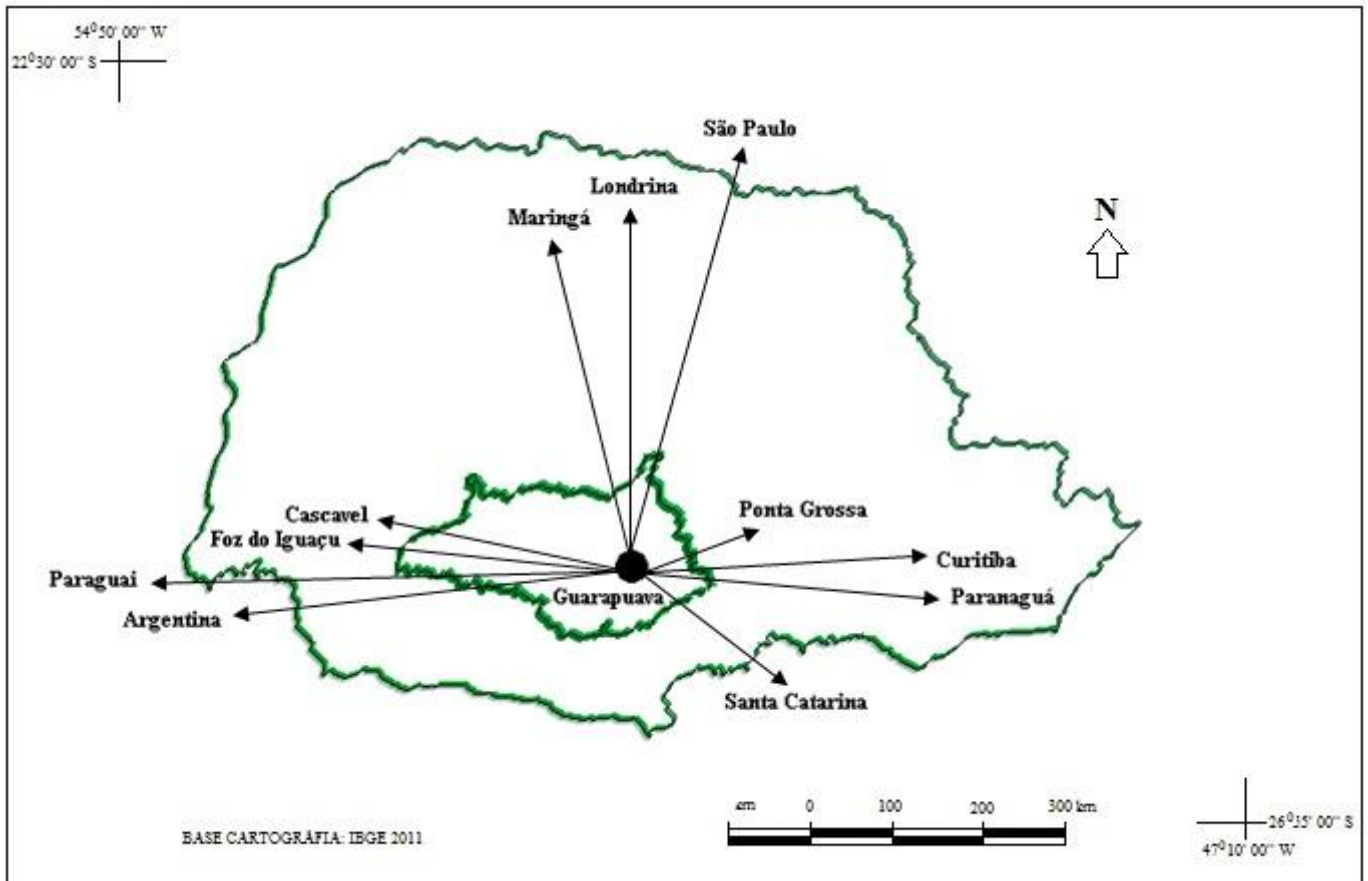 54⁰50' 00" W
22⁰30' 00" S
São Paulo
Londrina
Maringá
N
Cascavel
Foz do Iguaçu
Paraguai
Argentina
Guarapuava
Ponta Grossa
Curitiba
Paranaguá
Santa Catarina
BASE CARTOGRÁFIA: IBGE 2011
0 100 200 300 km
26⁰35' 00" S
47⁰10' 00" W